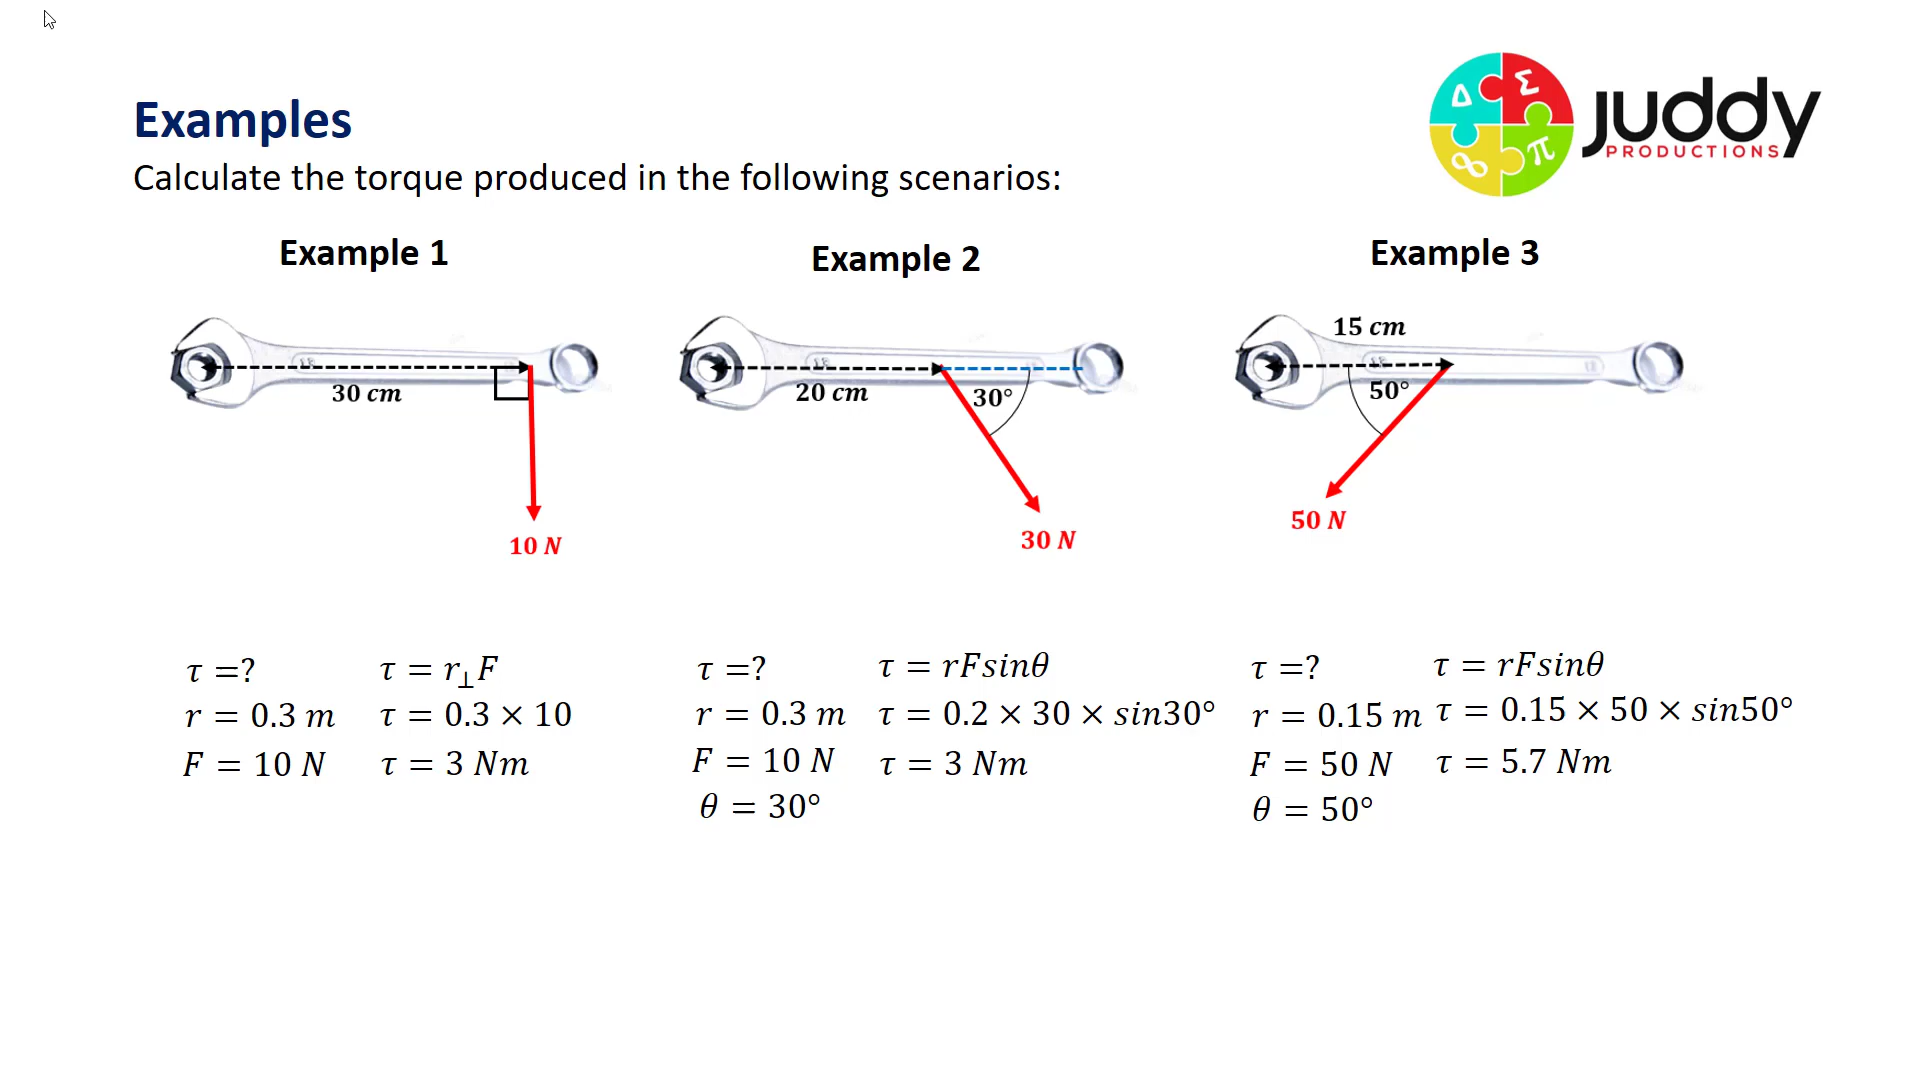 Examples
Calculate the torque produced in the following scenarios:
Δ Σ
∞ π
juddy
PRODUCTIONS
Example 1
30 cm
10 N
τ =?
r = 0.3 m
F = 10 N
τ = r⊥F
τ = 0.3 × 10
τ = 3 Nm
Example 2
20 cm
30°
30 N
τ =?
r = 0.3 m
F = 10 N
θ = 30°
τ = rFsinθ
τ = 0.2 × 30 × sin30°
τ = 3 Nm
Example 3
15 cm
50°
50 N
τ =?
r = 0.15 m
F = 50 N
θ = 50°
τ = rFsinθ
τ = 0.15 × 50 × sin50°
τ = 5.7 Nm